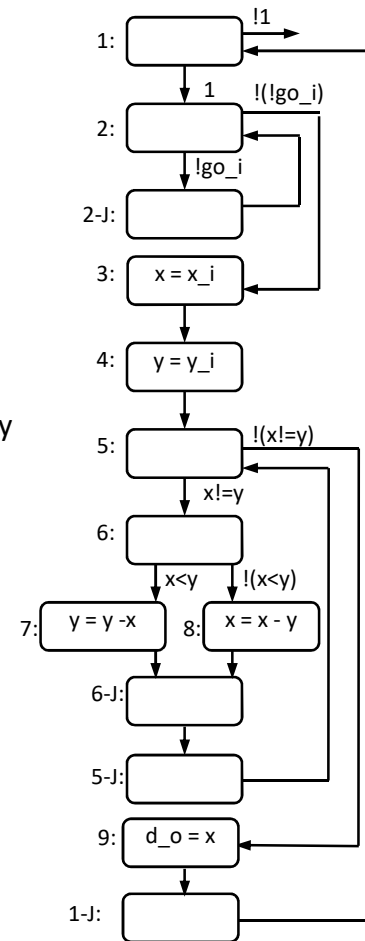 !1
1:
1
!(!go_i)
2:
!go_i
2-J:
3:
x = x_i
4:
y = y_i
y
5:
!(x!=y)
x!=y
6:
x<y
!(x<y)
7:
y = y -x
8:
x = x - y
6-J:
5-J:
9:
d_o = x
1-J: